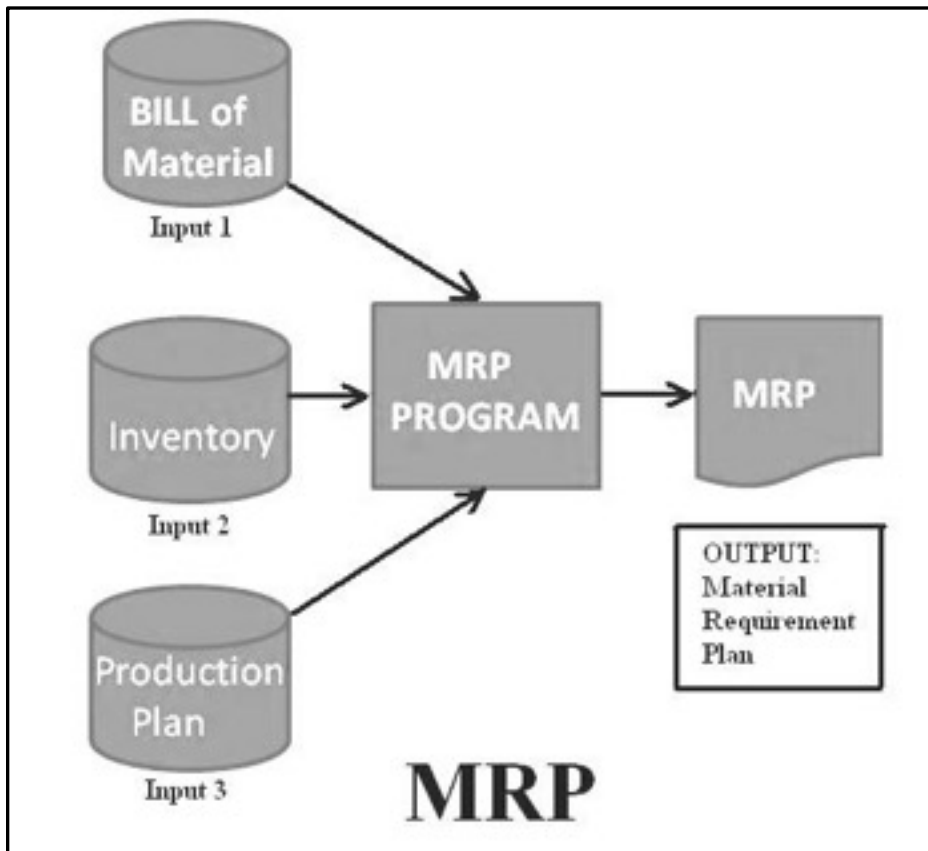 BILL of
Material
Input 1
Inventory
Input 2
Production
Plan
Input 3
MRP
PROGRAM
MRP
OUTPUT:
Material
Requirement
Plan
MRP